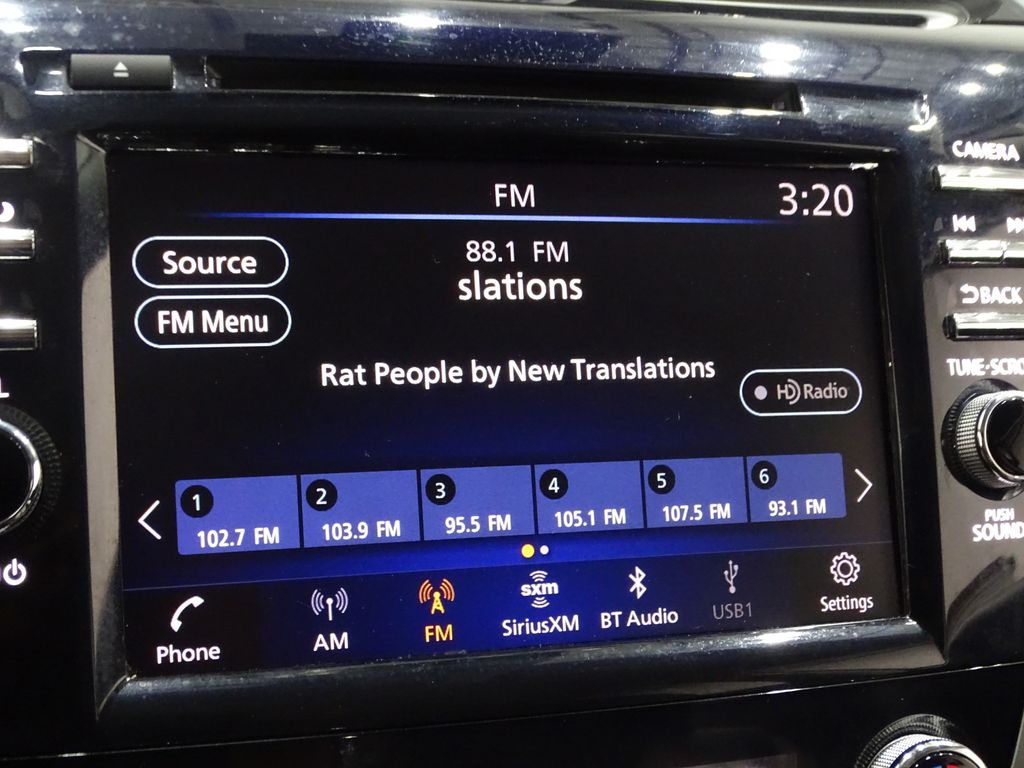 CAMERA
FM
3:20
88.1 FM
slations
Source
FM Menu
BACK
Rat People by New Translations
HD Radio
1
2
3
4
5
6
102.7 FM
103.9 FM
95.5 FM
105.1 FM
107.5 FM
93.1 FM
PUSH
SOUND
Phone
AM
FM
sxm
SiriusXM
BT Audio
USB1
Settings